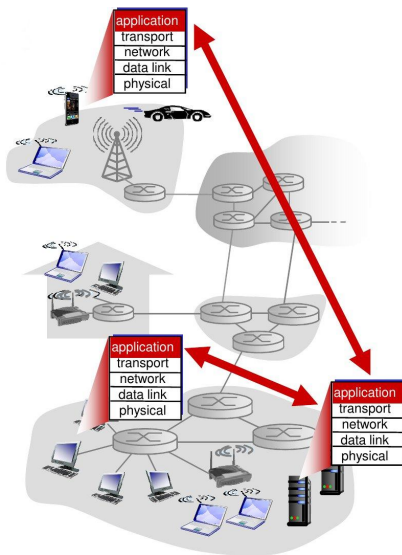 application
transport
network
data link
physical
application
transport
network
data link
physical
application
transport
network
data link
physical